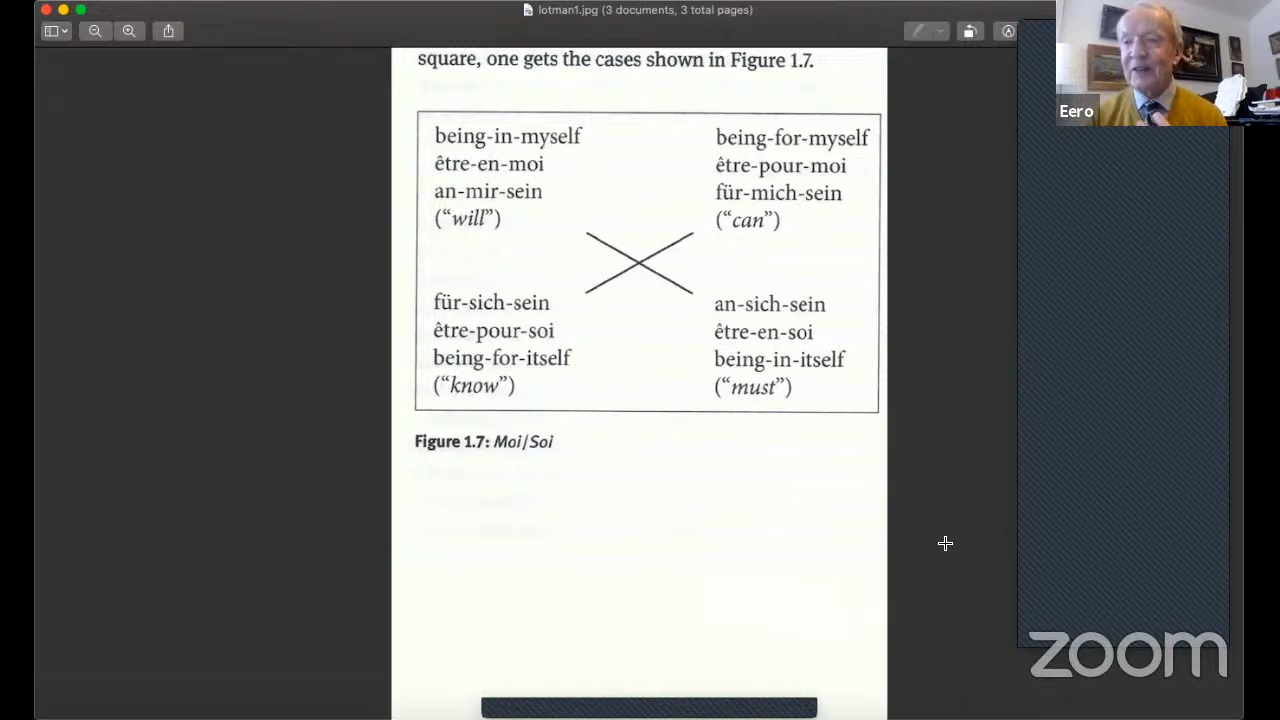 lotman1.jpg (3 documents, 3 total pages)
Eero
square, one gets the cases shown in Figure 1.7.
being-in-myself
être-en-moi
an-mir-sein
(“will”)
being-for-myself
être-pour-moi
für-mich-sein
(“can”)
für-sich-sein
être-pour-soi
being-for-itself
(“know”)
an-sich-sein
être-en-soi
being-in-itself
(“must”)
Figure 1.7: Moi/Soi
zoom